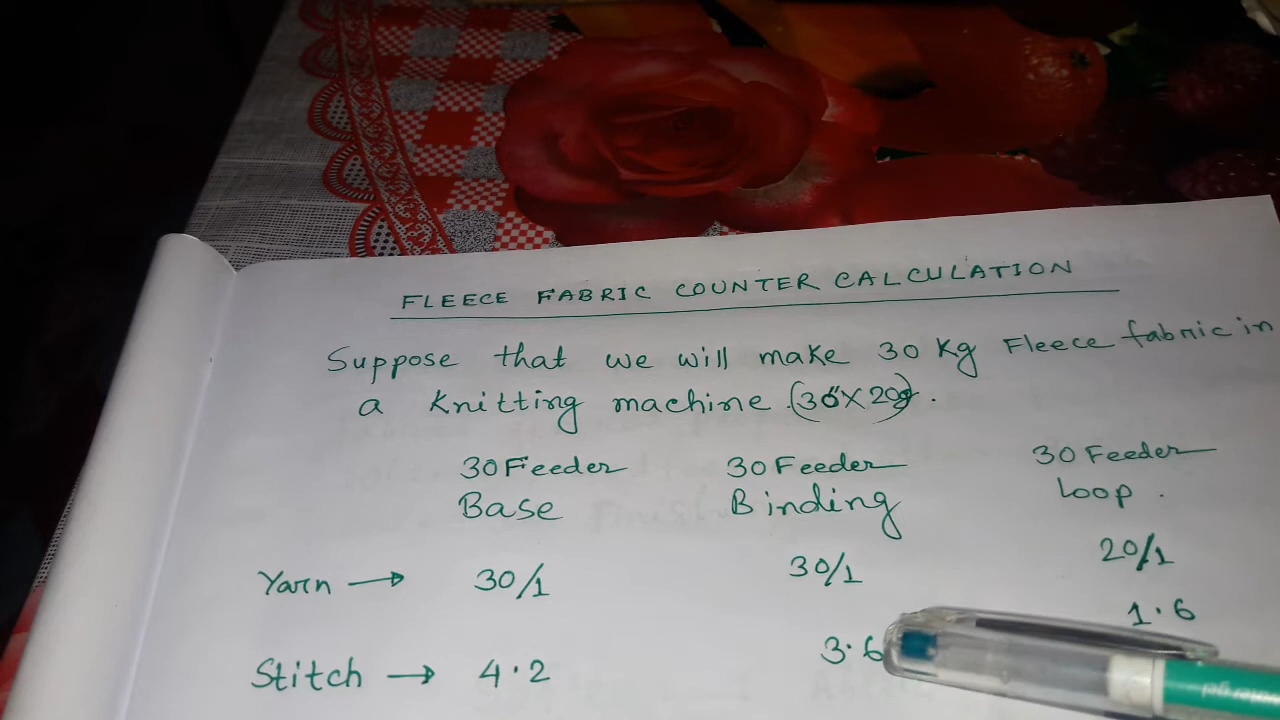 FLEECE FABRIC COUNTER CALCULATION
Suppose that we will make 30 Kg Fleece fabric in
a Knitting machine (30"X20g).
30 Feeder 30 Feeder 30 Feeder
Base Binding Loop.
Yarn → 30/1 30/1 20/1
Stitch → 4.2 3.6 1.6